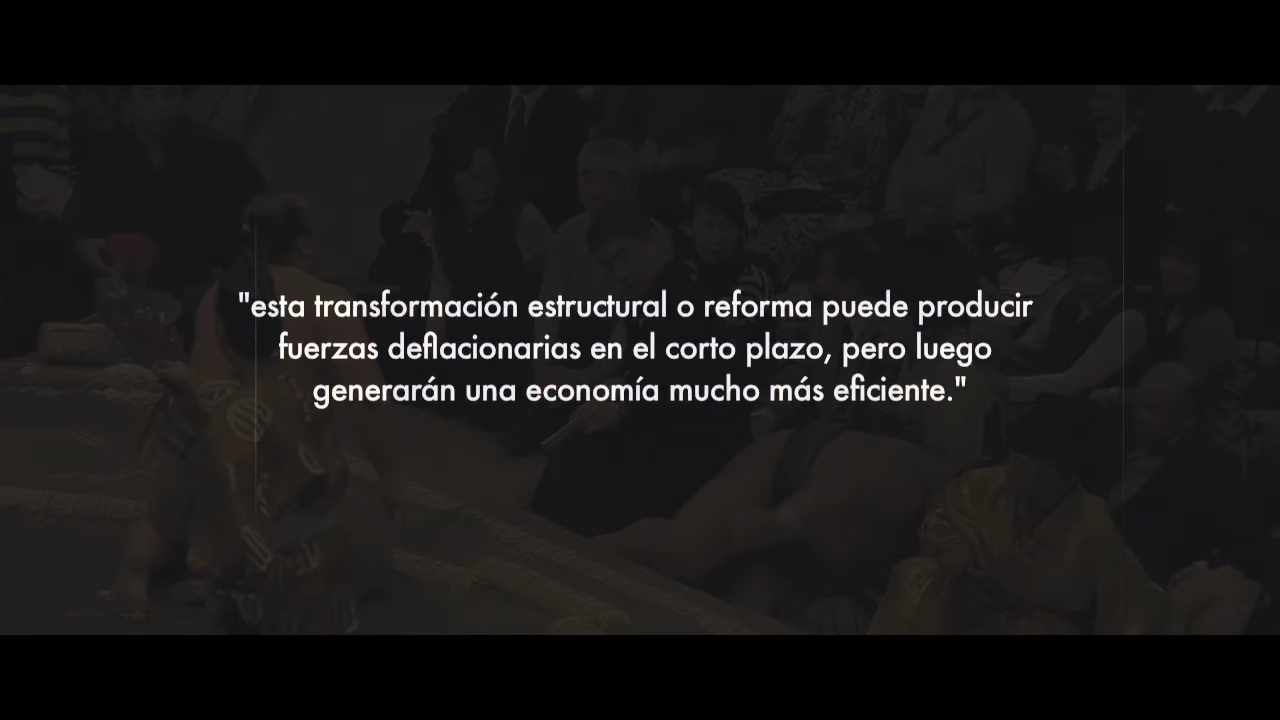 "esta transformación estructural o reforma puede producir
fuerzas deflacionarias en el corto plazo, pero luego
generarán una economía mucho más eficiente."